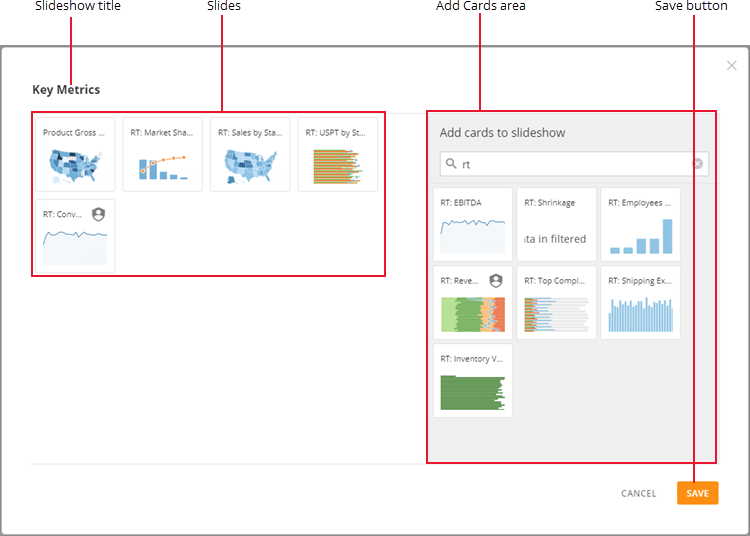 Slideshow title Slides Add Cards area Save button
Key Metrics
Product Gross ... RT: Market Sha... RT: Sales by Sta... RT: USPT by St...
RT: Conv...
Add cards to slideshow
rt
RT: EBITDA RT: Shrinkage RT: Employees ...
ta in filtered
RT: Reve... RT: Top Compl... RT: Shipping Ex...
RT: Inventory V...
CANCEL SAVE